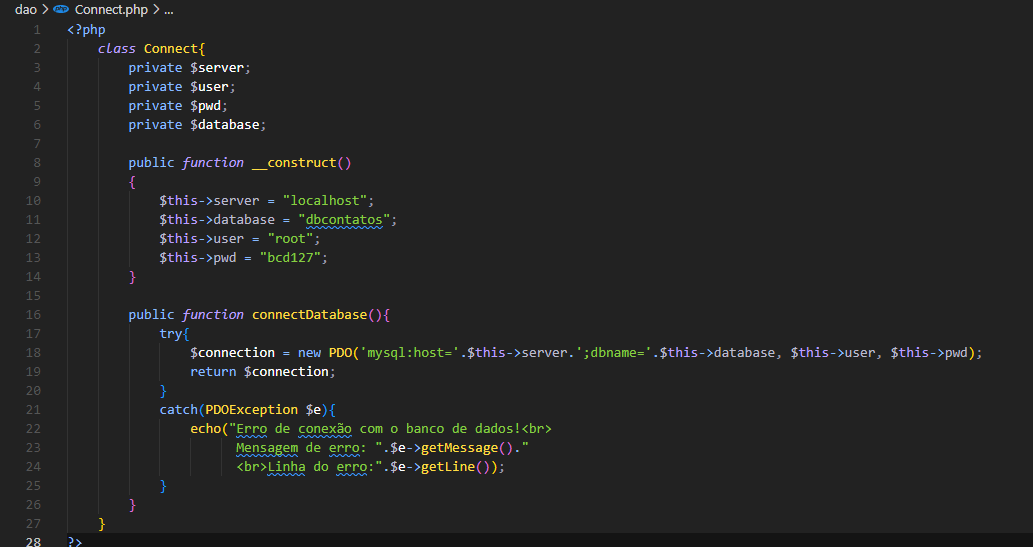 dao > Connect.php > ...
1 <?php
2 class Connect{
3 private $server;
4 private $user;
5 private $pwd;
6 private $database;
7
8 public function __construct()
9 {
10 $this->server = "localhost";
11 $this->database = "dbcontatos";
12 $this->user = "root";
13 $this->pwd = "bcd127";
14 }
15
16 public function connectDatabase(){
17 try{
18 $connection = new PDO('mysql:host='.$this->server.';dbname='.$this->database, $this->user, $this->pwd);
19 return $connection;
20 }
21 catch(PDOException $e){
22 echo("Erro de conexão com o banco de dados!<br>
23 Mensagem de erro: ".$e->getMessage()."
24 <br>Linha do erro:".$e->getLine());
25 }
26 }
27 }
28 ?>